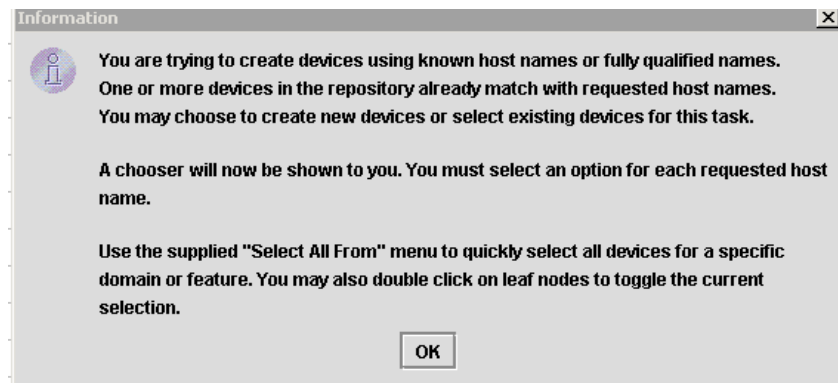 Information
You are trying to create devices using known host names or fully qualified names.
One or more devices in the repository already match with requested host names.
You may choose to create new devices or select existing devices for this task.
A chooser will now be shown to you. You must select an option for each requested host
name.
Use the supplied "Select All From" menu to quickly select all devices for a specific
domain or feature. You may also double click on leaf nodes to toggle the current
selection.
OK